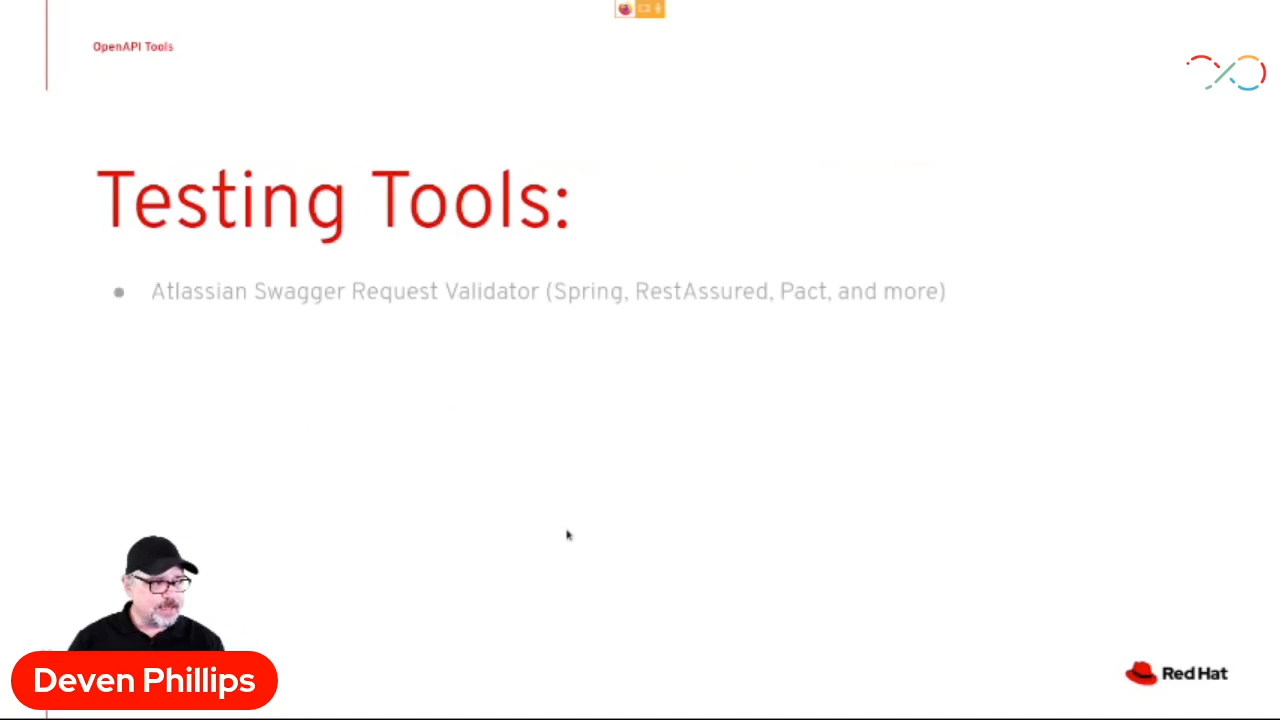 OpenAPI Tools
Testing Tools:
● Atlassian Swagger Request Validator (Spring, RestAssured, Pact, and more)
Deven Phillips
Red Hat